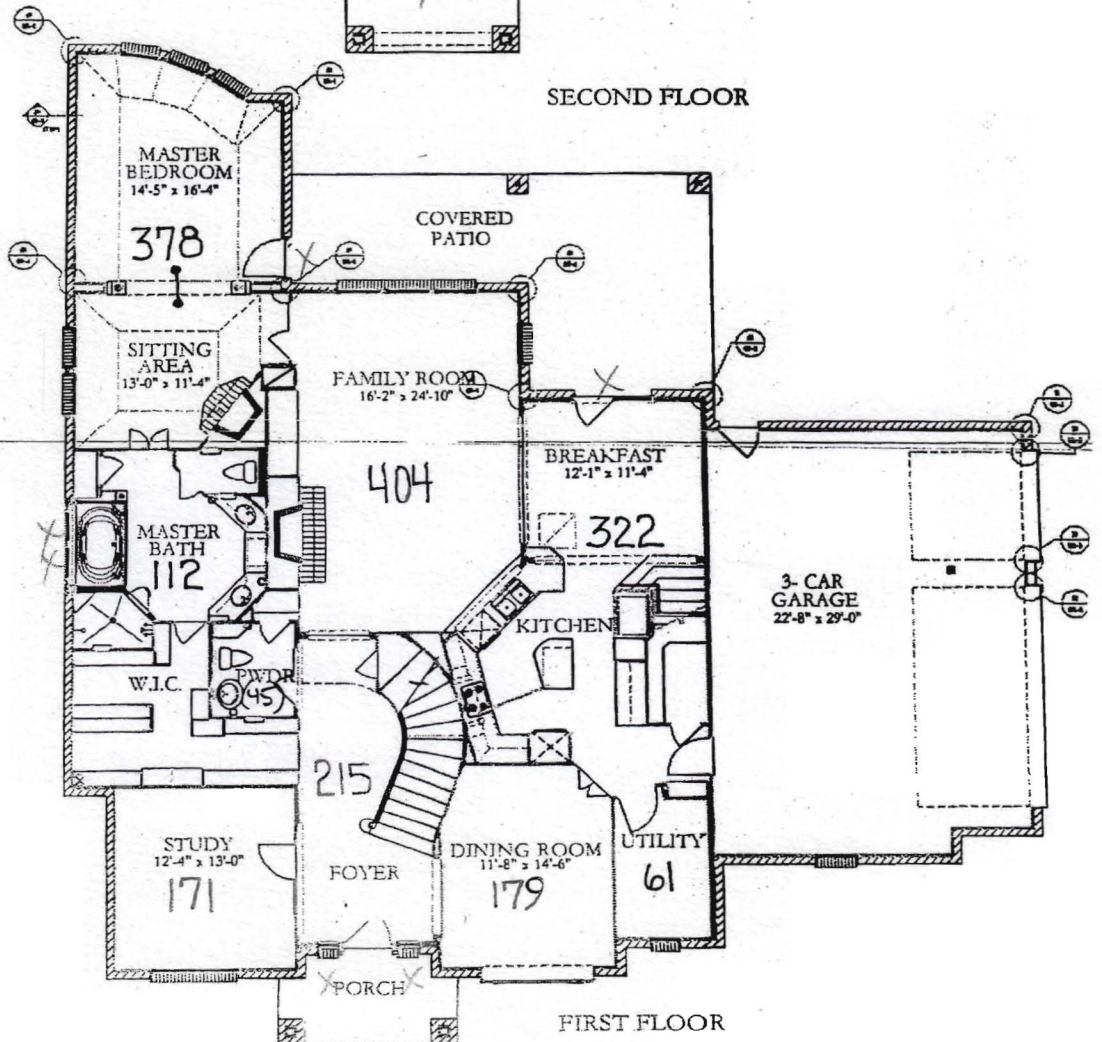 SECOND FLOOR
MASTER
BEDROOM
14'-5" x 16'-4"
378
COVERED
PATIO
SITTING
AREA
13'-0" x 11'-4"
FAMILY ROOM
16'-2" x 24'-10"
404
BREAKFAST
12'-1" x 11'-4"
322
MASTER
BATH
112
3- CAR
GARAGE
22'-8" x 29'-0"
KITCHEN
W.I.C.
PWDR
45
215
STUDY
12'-4" x 13'-0"
171
FOYER
DINING ROOM
11'-8" x 14'-6"
179
UTILITY
61
PORCH
FIRST FLOOR